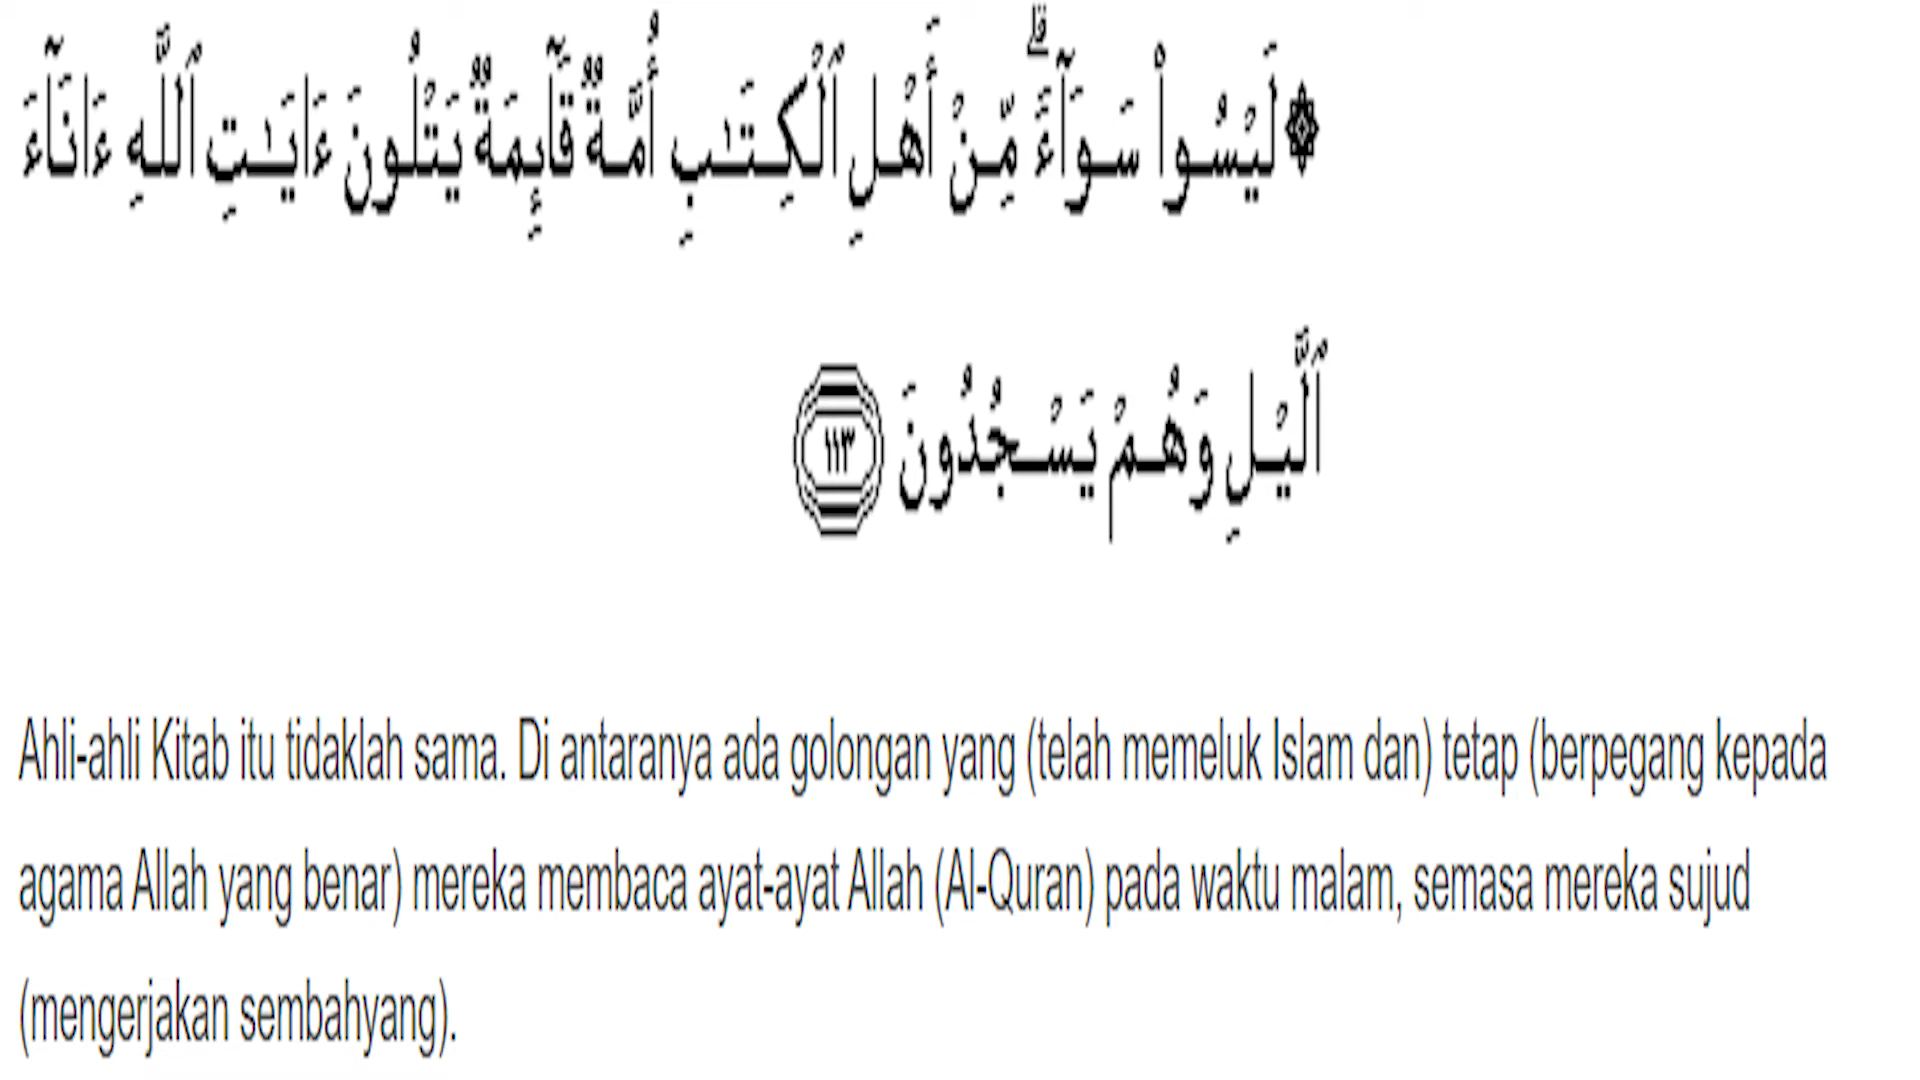 ۞لَيْسُوا۟ سَوَآءً ۗ مِّنْ أَهْلِ ٱلْكِتَـٰبِ أُمَّةٌ قَآئِمَةٌ يَتْلُونَ ءَايَـٰتِ ٱللَّهِ ءَانَآءَ
ٱلَّيْلِ وَهُمْ يَسْجُدُونَ ١١٣
Ahli-ahli Kitab itu tidaklah sama. Di antaranya ada golongan yang (telah memeluk Islam dan) tetap (berpegang kepada
agama Allah yang benar) mereka membaca ayat-ayat Allah (Al-Quran) pada waktu malam, semasa mereka sujud
(mengerjakan sembahyang).